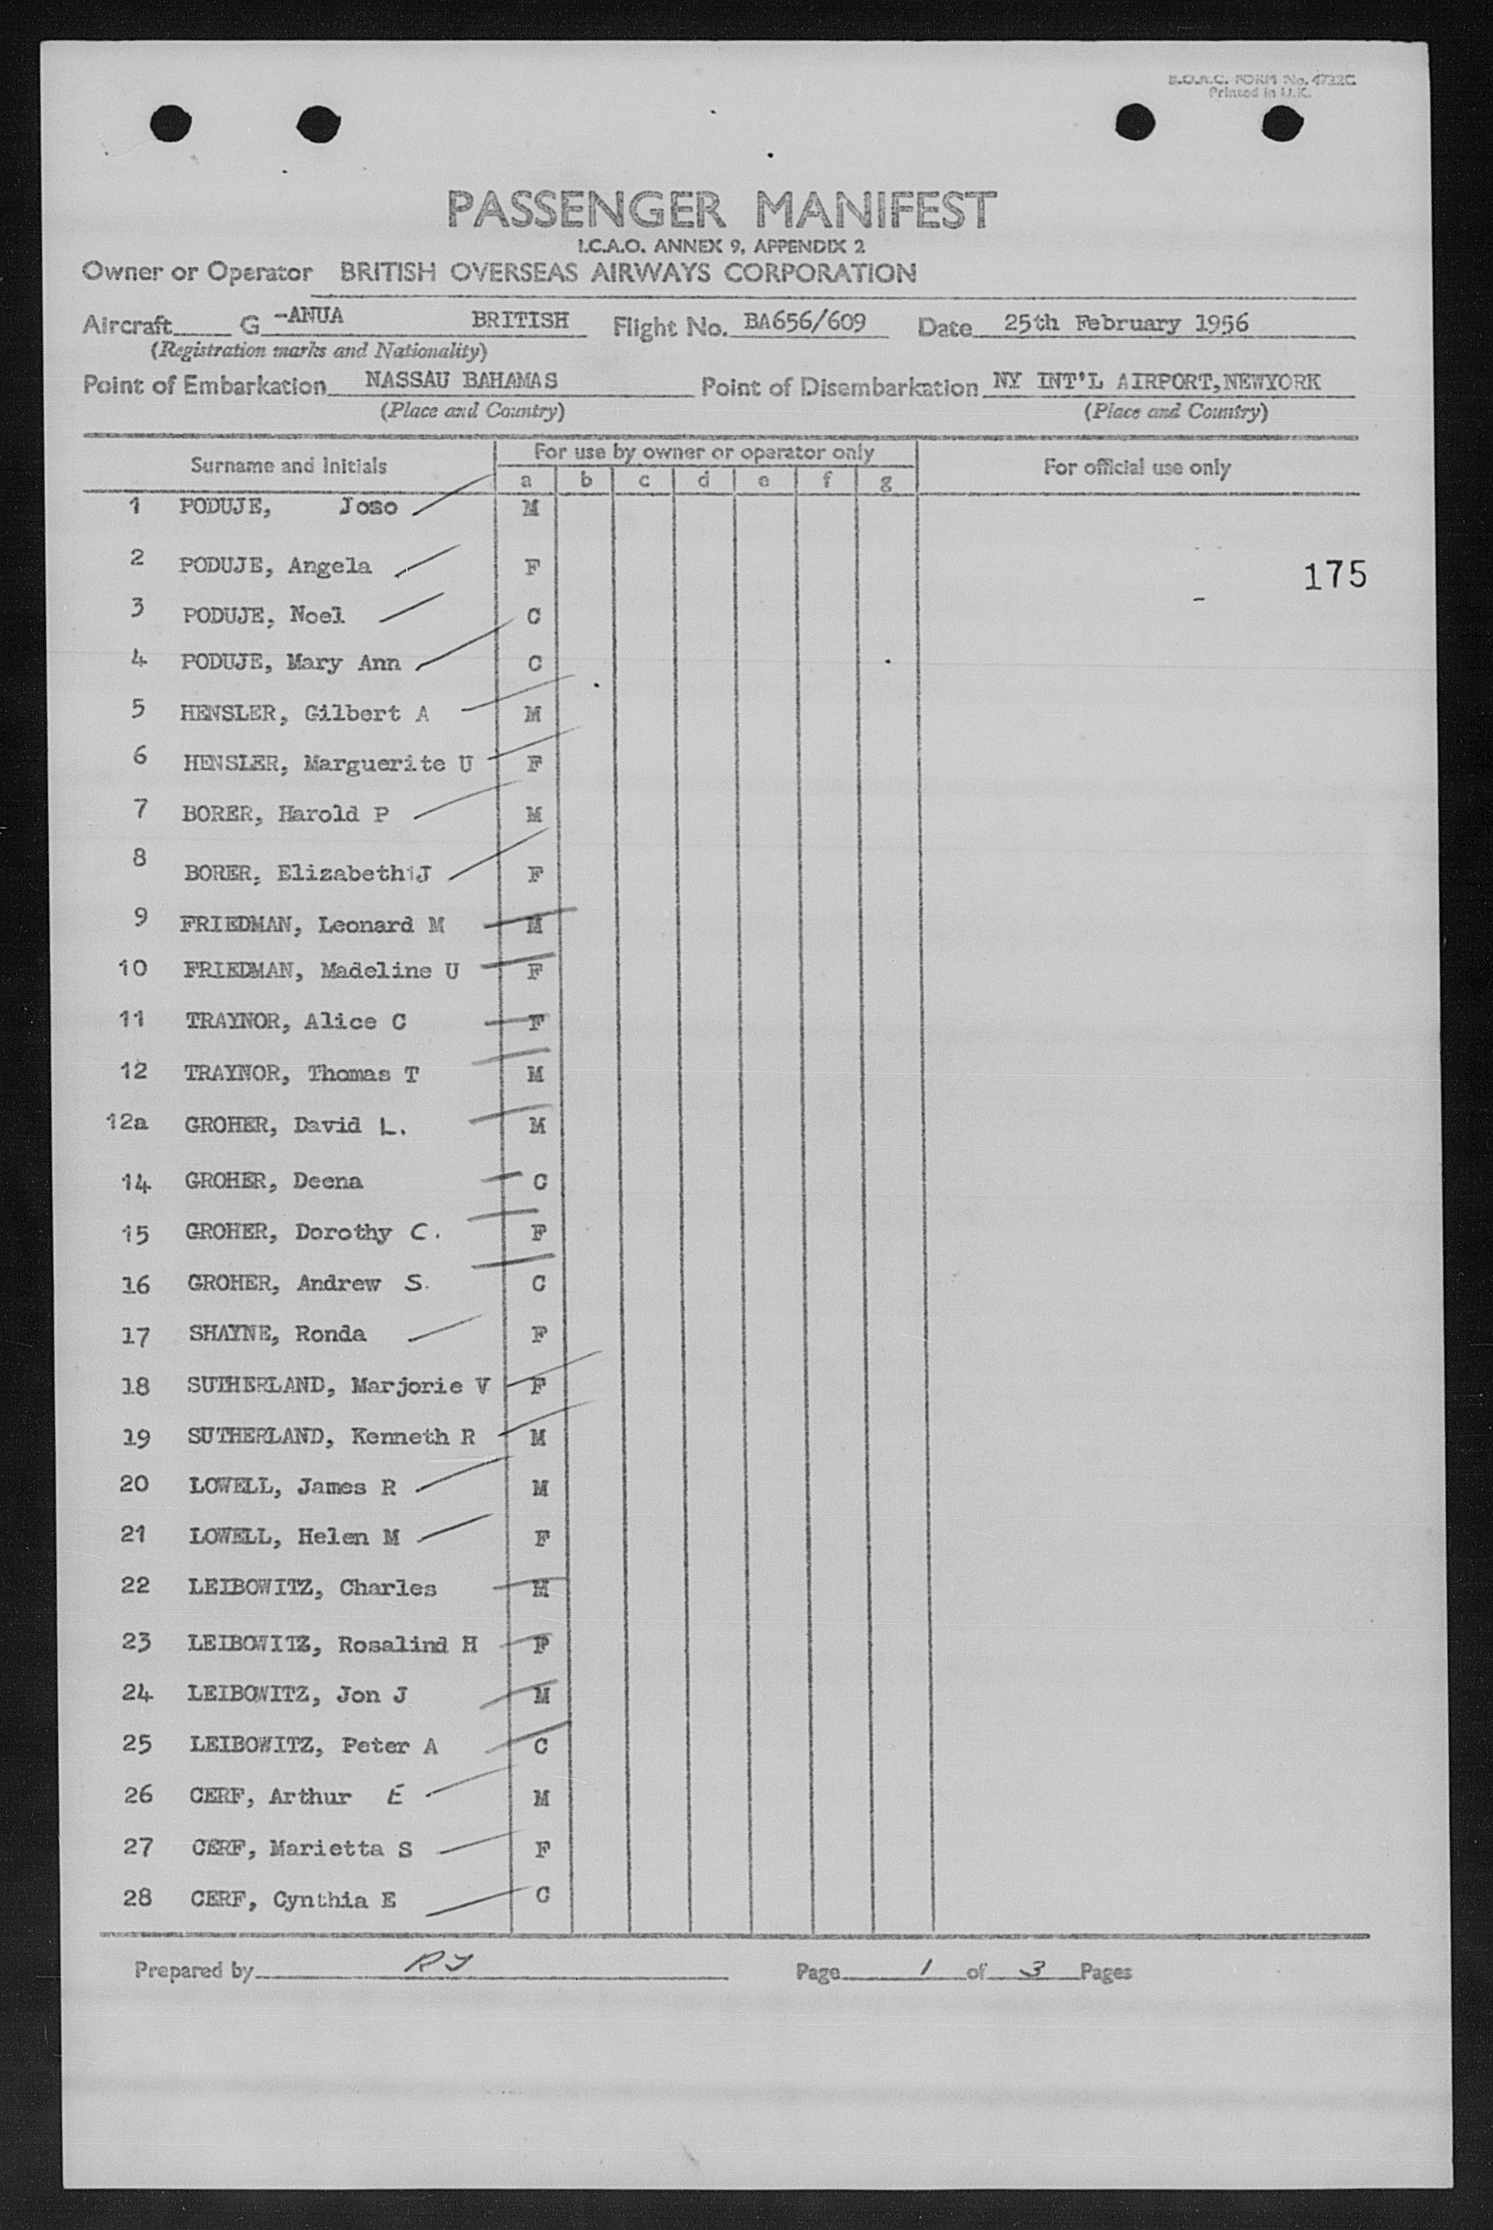 B.O.A.C. FORM No. 4732C
Printed in U.K.
PASSENGER MANIFEST
I.C.A.O. ANNEX 9, APPENDIX 2
Owner or Operator BRITISH OVERSEAS AIRWAYS CORPORATION
Aircraft G -ANUA BRITISH Flight No. BA656/609 Date 25th February 1956
(Registration marks and Nationality)
Point of Embarkation NASSAU BAHAMAS Point of Disembarkation NY INT'L AIRPORT,NEWYORK
(Place and Country) (Place and Country)
Surname and Initials For use by owner or operator only For official use only
a b c d e f g
1 PODUJE, Joso M
2 PODUJE, Angela F
175
3 PODUJE, Noel C
4 PODUJE, Mary Ann C
5 HENSLER, Gilbert A M
6 HENSLER, Marguerite U F
7 BORER, Harold P M
8 BORER, Elizabeth J F
9 FRIEDMAN, Leonard M M
10 FRIEDMAN, Madeline U F
11 TRAYNOR, Alice C F
12 TRAYNOR, Thomas T M
12a GROHER, David L. M
14 GROHER, Deena C
15 GROHER, Dorothy C. F
16 GROHER, Andrew S. C
17 SHAYNE, Ronda F
18 SUTHERLAND, Marjorie V F
19 SUTHERLAND, Kenneth R M
20 LOWELL, James R M
21 LOWELL, Helen M F
22 LEIBOWITZ, Charles M
23 LEIBOWITZ, Rosalind H F
24 LEIBOWITZ, Jon J M
25 LEIBOWITZ, Peter A C
26 CERF, Arthur E M
27 CERF, Marietta S F
28 CERF, Cynthia E C
Prepared by RJ Page 1 of 3 Pages